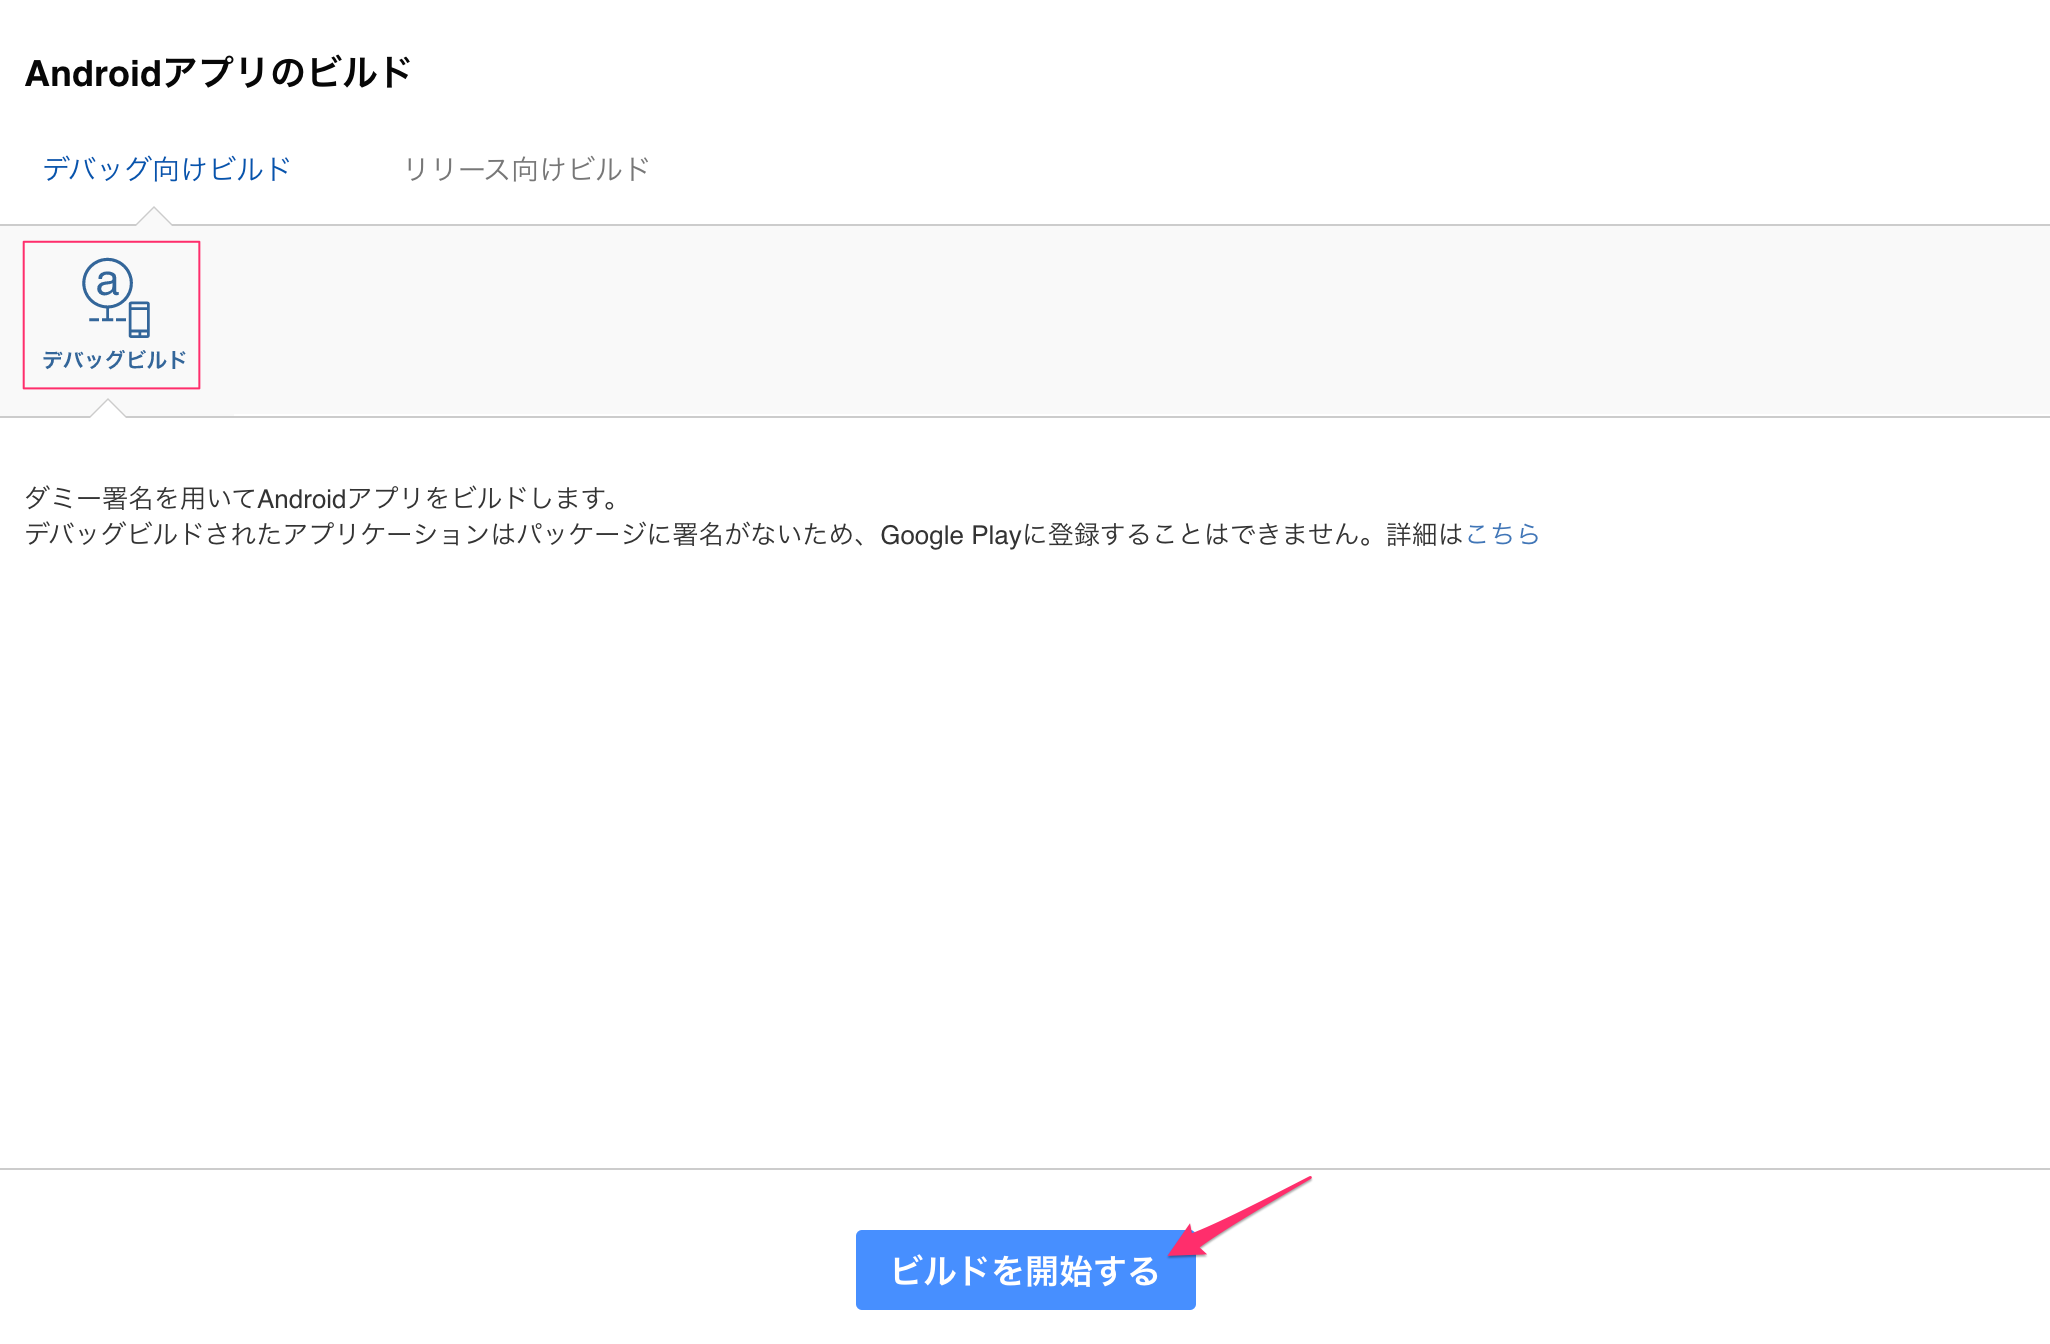 Androidアプリのビルド
デバッグ向けビルド リリース向けビルド
a
デバッグビルド
ダミー署名を用いてAndroidアプリをビルドします。
デバッグビルドされたアプリケーションはパッケージに署名がないため、Google Playに登録することはできません。詳細はこちら
ビルドを開始する